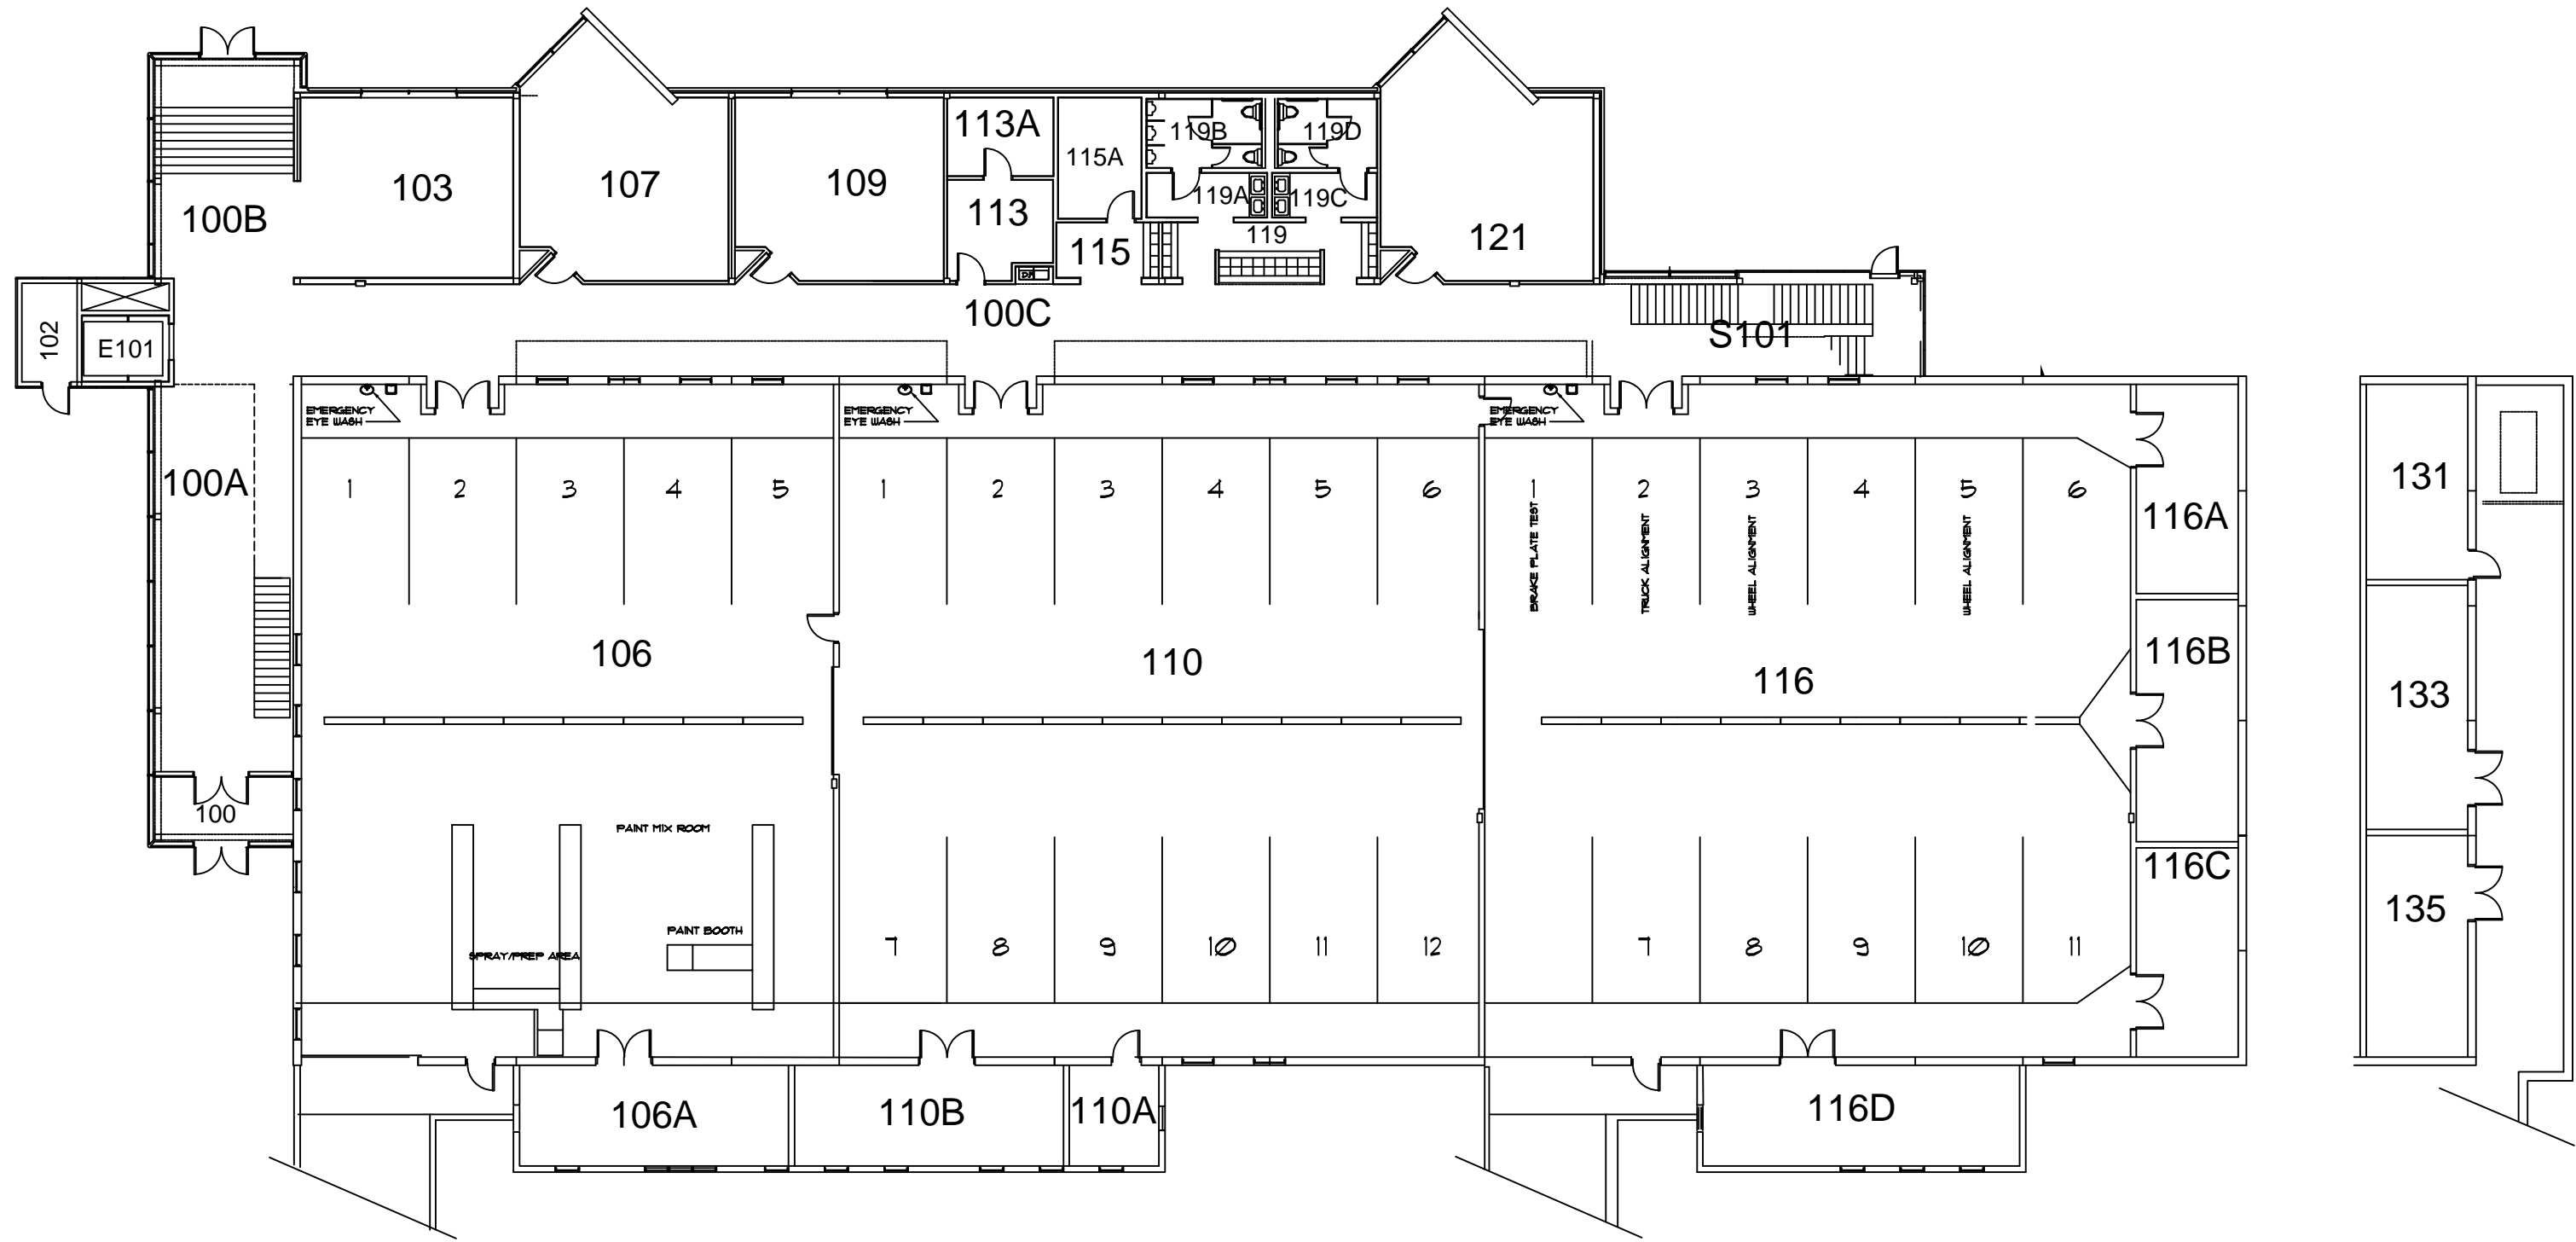 113A
119B
119D
115A
103
107
109
119A
119C
100B
113
119
121
115
100C
S101
102
E101
DF
EMERGENCY
EYE WASH
EMERGENCY
EYE WASH
EMERGENCY
EYE WASH
100A
1
2
3
4
5
1
2
3
4
5
6
1
2
3
4
5
6
BRAKE PLATE TEST
TRUCK ALIGNMENT
WHEEL ALIGNMENT
WHEEL ALIGNMENT
116A
131
106
110
116
116B
133
100
PAINT MIX ROOM
116C
135
PAINT BOOTH
SPRAY/PREP AREA
7
8
9
10
11
12
7
8
9
10
11
106A
110B
110A
116D